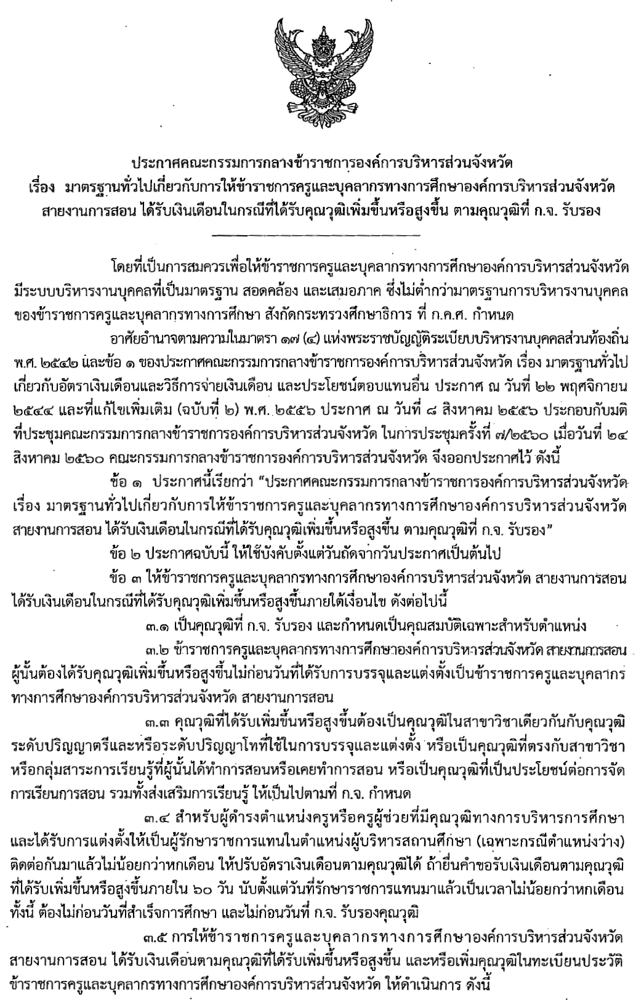 ประกาศคณะกรรมการกลางข้าราชการองค์การบริหารส่วนจังหวัด
เรื่อง มาตรฐานทั่วไปเกี่ยวกับการให้ข้าราชการครูและบุคลากรทางการศึกษาองค์การบริหารส่วนจังหวัด
สายงานการสอน ได้รับเงินเดือนในกรณีที่ได้รับคุณวุฒิเพิ่มขึ้นหรือสูงขึ้น ตามคุณวุฒิที่ ก.จ. รับรอง
โดยที่เป็นการสมควรเพื่อให้ข้าราชการครูและบุคลากรทางการศึกษาองค์การบริหารส่วนจังหวัด
มีระบบบริหารงานบุคคลที่เป็นมาตรฐาน สอดคล้อง และเสมอภาค ซึ่งไม่ต่ำกว่ามาตรฐานการบริหารงานบุคคล
ของข้าราชการครูและบุคลากรทางการศึกษา สังกัดกระทรวงศึกษาธิการ ที่ ก.ค.ศ. กำหนด
อาศัยอำนาจตามความในมาตรา ๑๗ (๔) แห่งพระราชบัญญัติระเบียบบริหารงานบุคคลส่วนท้องถิ่น
พ.ศ. ๒๕๔๒ และข้อ ๑ ของประกาศคณะกรรมการกลางข้าราชการองค์การบริหารส่วนจังหวัด เรื่อง มาตรฐานทั่วไป
เกี่ยวกับอัตราเงินเดือนและวิธีการจ่ายเงินเดือน และประโยชน์ตอบแทนอื่น ประกาศ ณ วันที่ ๒๒ พฤศจิกายน
๒๕๔๔ และที่แก้ไขเพิ่มเติม (ฉบับที่ ๒) พ.ศ. ๒๕๕๖ ประกาศ ณ วันที่ ๘ สิงหาคม ๒๕๕๖ ประกอบกับมติ
ที่ประชุมคณะกรรมการกลางข้าราชการองค์การบริหารส่วนจังหวัด ในการประชุมครั้งที่ ๗/๒๕๖๐ เมื่อวันที่ ๒๔
สิงหาคม ๒๕๖๐ คณะกรรมการกลางข้าราชการองค์การบริหารส่วนจังหวัด จึงออกประกาศไว้ ดังนี้
ข้อ ๑ ประกาศนี้เรียกว่า “ประกาศคณะกรรมการกลางข้าราชการองค์การบริหารส่วนจังหวัด
เรื่อง มาตรฐานทั่วไปเกี่ยวกับการให้ข้าราชการครูและบุคลากรทางการศึกษาองค์การบริหารส่วนจังหวัด
สายงานการสอน ได้รับเงินเดือนในกรณีที่ได้รับคุณวุฒิเพิ่มขึ้นหรือสูงขึ้น ตามคุณวุฒิที่ ก.จ. รับรอง”
ข้อ ๒ ประกาศฉบับนี้ ให้ใช้บังคับตั้งแต่วันถัดจากวันประกาศเป็นต้นไป
ข้อ ๓ ให้ข้าราชการครูและบุคลากรทางการศึกษาองค์การบริหารส่วนจังหวัด สายงานการสอน
ได้รับเงินเดือนในกรณีที่ได้รับคุณวุฒิเพิ่มขึ้นหรือสูงขึ้นภายใต้เงื่อนไข ดังต่อไปนี้
๓.๑ เป็นคุณวุฒิที่ ก.จ. รับรอง และกำหนดเป็นคุณสมบัติเฉพาะสำหรับตำแหน่ง
๓.๒ ข้าราชการครูและบุคลากรทางการศึกษาองค์การบริหารส่วนจังหวัด สายงานการสอน
ผู้นั้นต้องได้รับคุณวุฒิเพิ่มขึ้นหรือสูงขึ้นไม่ก่อนวันที่ได้รับการบรรจุและแต่งตั้งเป็นข้าราชการครูและบุคลากร
ทางการศึกษาองค์การบริหารส่วนจังหวัด สายงานการสอน
๓.๓ คุณวุฒิที่ได้รับเพิ่มขึ้นหรือสูงขึ้นต้องเป็นคุณวุฒิในสาขาวิชาเดียวกันกับคุณวุฒิ
ระดับปริญญาตรีและหรือระดับปริญญาโทที่ใช้ในการบรรจุและแต่งตั้ง หรือเป็นคุณวุฒิที่ตรงกับสาขาวิชา
หรือกลุ่มสาระการเรียนรู้ที่ผู้นั้นได้ทำการสอนหรือเคยทำการสอน หรือเป็นคุณวุฒิที่เป็นประโยชน์ต่อการจัด
การเรียนการสอน รวมทั้งส่งเสริมการเรียนรู้ ให้เป็นไปตามที่ ก.จ. กำหนด
๓.๔ สำหรับผู้ดำรงตำแหน่งครูหรือครูผู้ช่วยที่มีคุณวุฒิทางการบริหารการศึกษา
และได้รับการแต่งตั้งให้เป็นผู้รักษาราชการแทนในตำแหน่งผู้บริหารสถานศึกษา (เฉพาะกรณีตำแหน่งว่าง)
ติดต่อกันมาแล้วไม่น้อยกว่าหกเดือน ให้ปรับอัตราเงินเดือนตามคุณวุฒิได้ ถ้ายื่นคำขอรับเงินเดือนตามคุณวุฒิ
ที่ได้รับเพิ่มขึ้นหรือสูงขึ้นภายใน ๖๐ วัน นับตั้งแต่วันที่รักษาราชการแทนมาแล้วเป็นเวลาไม่น้อยกว่าหกเดือน
ทั้งนี้ ต้องไม่ก่อนวันที่สำเร็จการศึกษา และไม่ก่อนวันที่ ก.จ. รับรองคุณวุฒิ
๓.๕ การให้ข้าราชการครูและบุคลากรทางการศึกษาองค์การบริหารส่วนจังหวัด
สายงานการสอน ได้รับเงินเดือนตามคุณวุฒิที่ได้รับเพิ่มขึ้นหรือสูงขึ้น และหรือเพิ่มคุณวุฒิในทะเบียนประวัติ
ข้าราชการครูและบุคลากรทางการศึกษาองค์การบริหารส่วนจังหวัด ให้ดำเนินการ ดังนี้